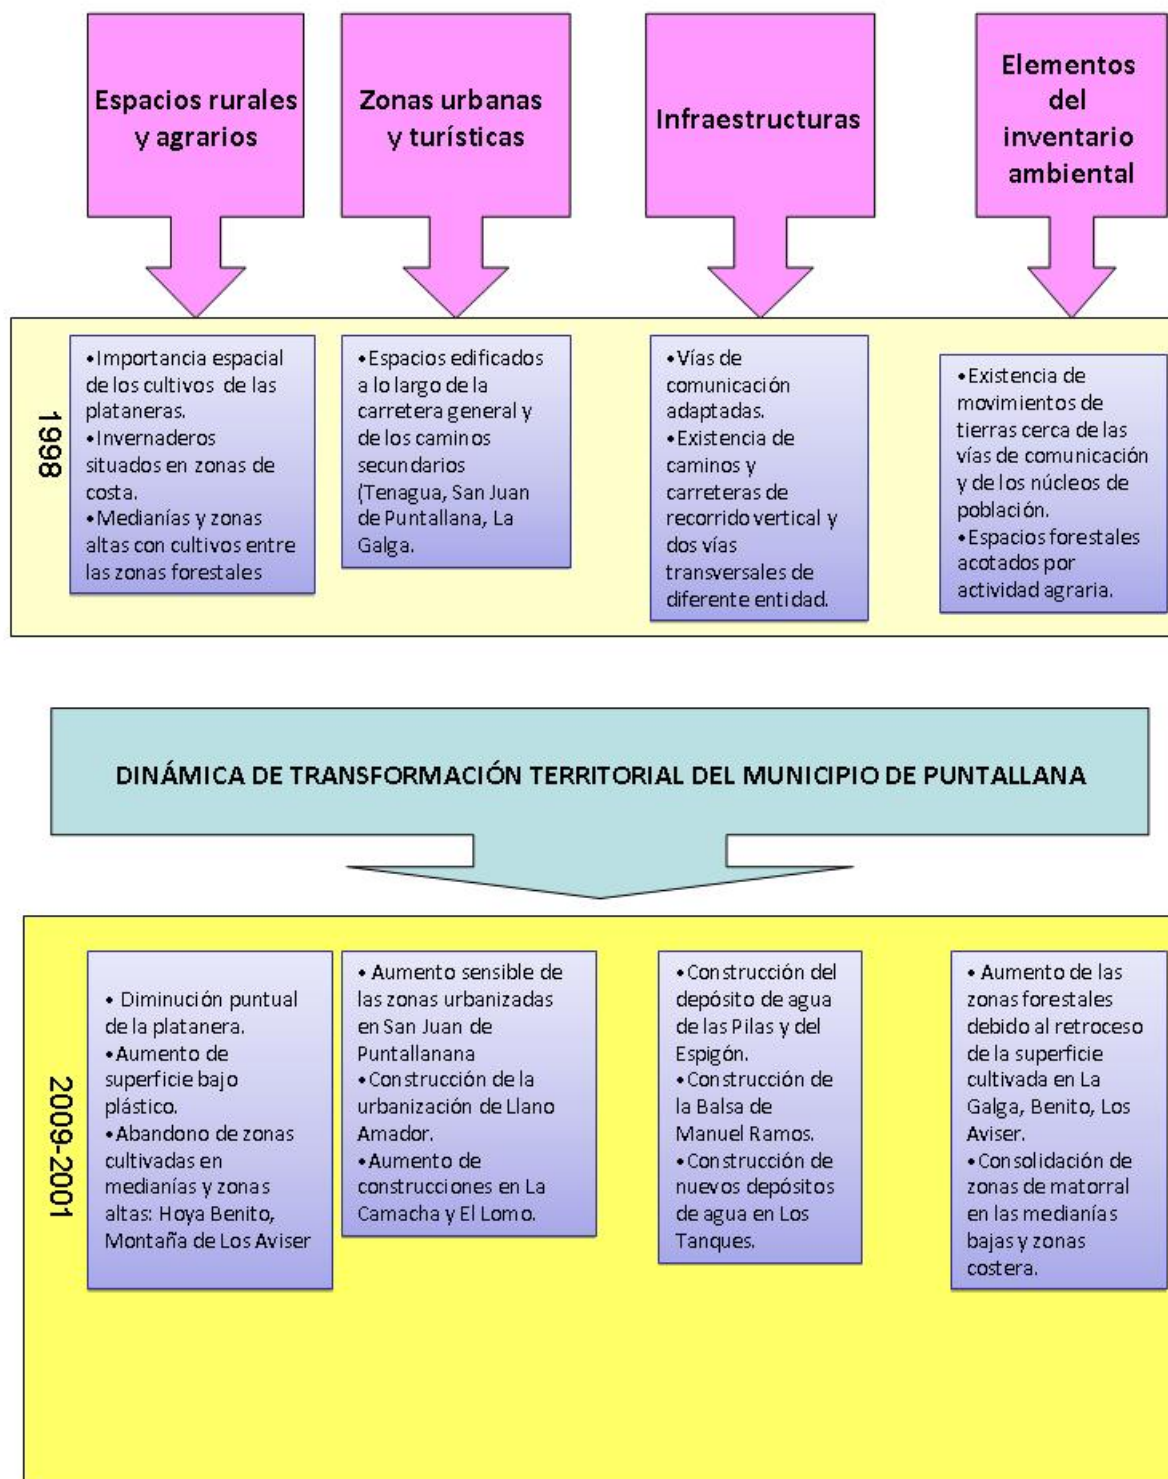 Espacios rurales
y agrarios
Zonas urbanas
y turísticas
Infraestructuras
Elementos
del
inventario
ambiental
1998
•Importancia espacial
de los cultivos de las
plataneras.
•Invernaderos
situados en zonas de
costa.
•Medianías y zonas
altas con cultivos entre
las zonas forestales
•Espacios edificados
a lo largo de la
carretera general y
de los caminos
secundarios
(Tenagua, San Juan
de Puntallana, La
Galga.
•Vías de
comunicación
adaptadas.
•Existencia de
caminos y
carreteras de
recorrido vertical y
dos vías
transversales de
diferente entidad.
•Existencia de
movimientos de
tierras cerca de las
vías de comunicación
y de los núcleos de
población.
•Espacios forestales
acotados por
actividad agraria.
DINÁMICA DE TRANSFORMACIÓN TERRITORIAL DEL MUNICIPIO DE PUNTALLANA
2009-2001
• Diminución puntual
de la platanera.
•Aumento de
superficie bajo
plástico.
•Abandono de zonas
cultivadas en
medianías y zonas
altas: Hoya Benito,
Montaña de Los Aviser
• Aumento sensible de
las zonas urbanizadas
en San Juan de
Puntallanana
•Construcción de la
urbanización de Llano
Amador.
•Aumento de
construcciones en La
Camacha y El Lomo.
•Construcción del
depósito de agua
de las Pilas y del
Espigón.
•Construcción de
la Balsa de
Manuel Ramos.
•Construcción de
nuevos depósitos
de agua en Los
Tanques.
• Aumento de las
zonas forestales
debido al retroceso
de la superficie
cultivada en La
Galga, Benito, Los
Aviser.
•Consolidación de
zonas de matorral
en las medianías
bajas y zonas
costera.